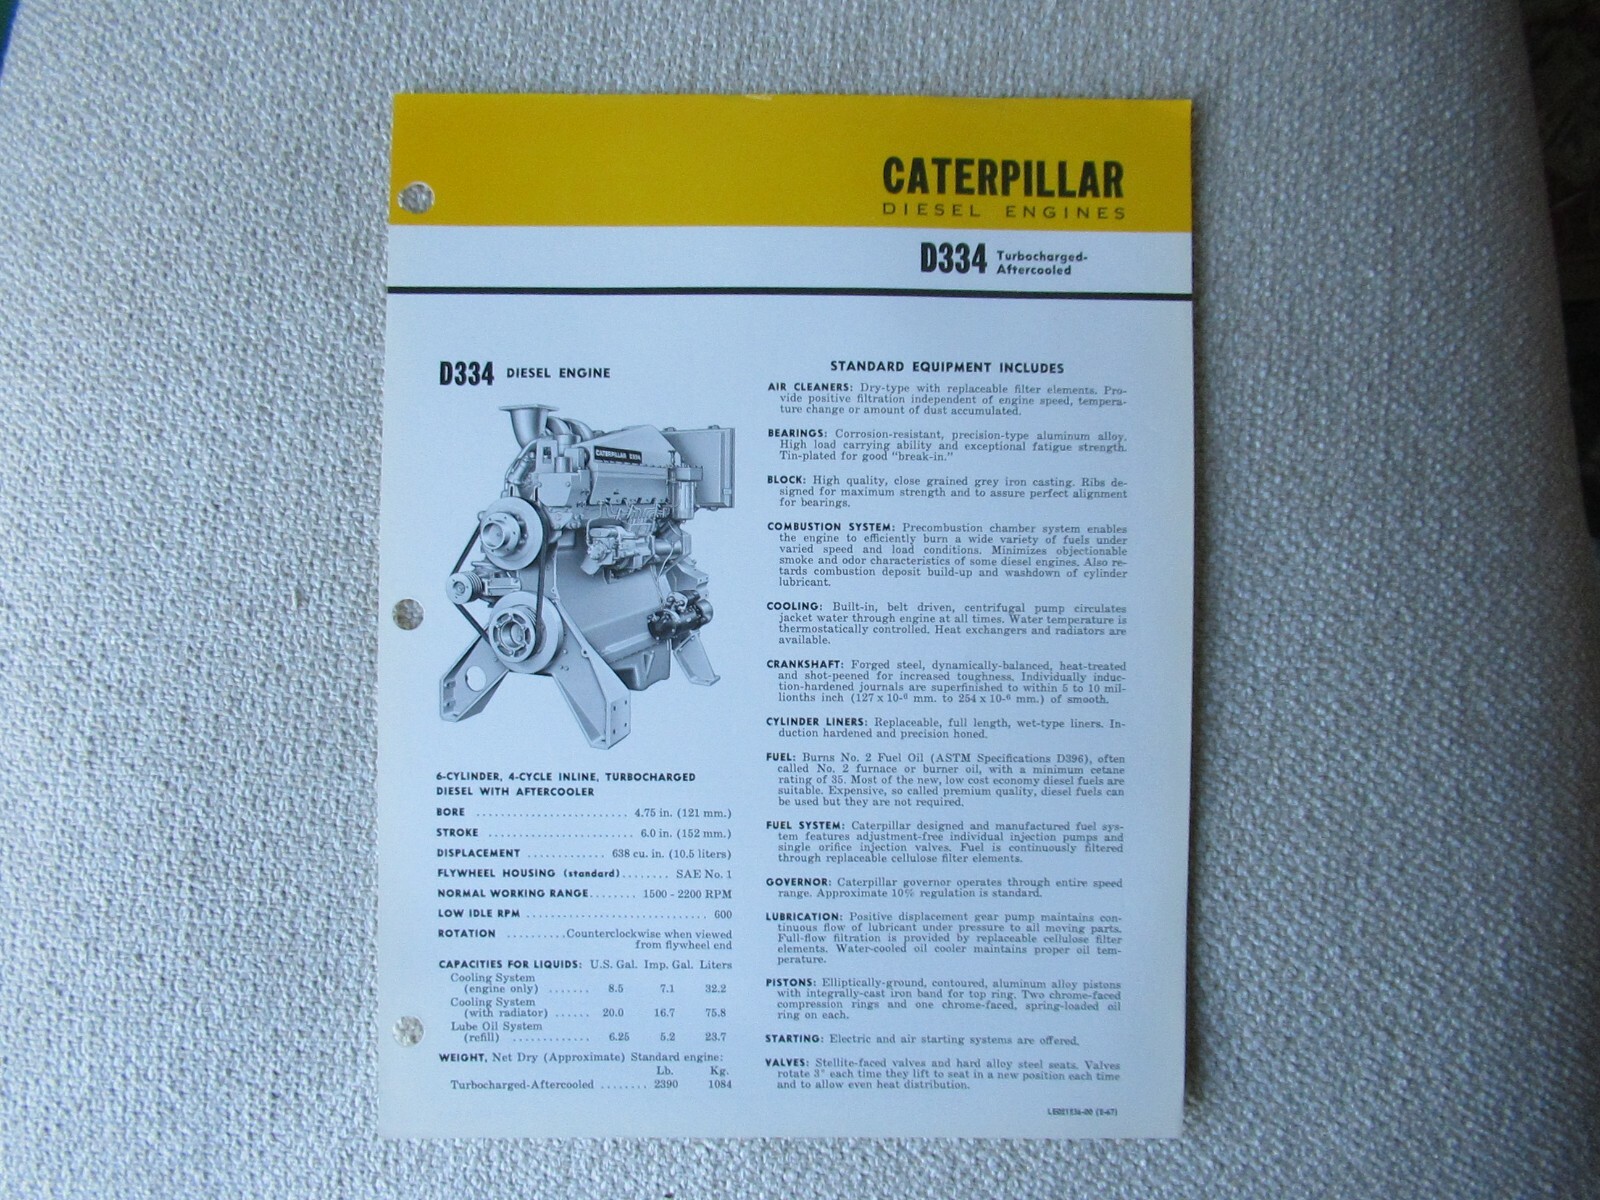 CATERPILLAR
DIESEL ENGINES
D334 Turbocharged-
Aftercooled
D334 DIESEL ENGINE
CATERPILLAR D334
6-CYLINDER, 4-CYCLE INLINE, TURBOCHARGED
DIESEL WITH AFTERCOOLER
BORE .......................... 4.75 in. (121 mm.)
STROKE ........................ 6.0 in. (152 mm.)
DISPLACEMENT ............. 638 cu. in. (10.5 liters)
FLYWHEEL HOUSING (standard)........ SAE No. 1
NORMAL WORKING RANGE........ 1500 - 2200 RPM
LOW IDLE RPM ............................... 600
ROTATION ..........Counterclockwise when viewed
from flywheel end
CAPACITIES FOR LIQUIDS: U.S. Gal. Imp. Gal. Liters
Cooling System
(engine only) ....... 8.5 7.1 32.2
Cooling System
(with radiator) ...... 20.0 16.7 75.8
Lube Oil System
(refill) ............. 6.25 5.2 23.7
WEIGHT, Net Dry (Approximate) Standard engine:
Lb. Kg.
Turbocharged-Aftercooled ........ 2390 1084
STANDARD EQUIPMENT INCLUDES
AIR CLEANERS: Dry-type with replaceable filter elements. Pro-
vide positive filtration independent of engine speed, tempera-
ture change or amount of dust accumulated.
BEARINGS: Corrosion-resistant, precision-type aluminum alloy.
High load carrying ability and exceptional fatigue strength.
Tin-plated for good "break-in."
BLOCK: High quality, close grained grey iron casting. Ribs de-
signed for maximum strength and to assure perfect alignment
for bearings.
COMBUSTION SYSTEM: Precombustion chamber system enables
the engine to efficiently burn a wide variety of fuels under
varied speed and load conditions. Minimizes objectionable
smoke and odor characteristics of some diesel engines. Also re-
tards combustion deposit build-up and washdown of cylinder
lubricant.
COOLING: Built-in, belt driven, centrifugal pump circulates
jacket water through engine at all times. Water temperature is
thermostatically controlled. Heat exchangers and radiators are
available.
CRANKSHAFT: Forged steel, dynamically-balanced, heat-treated
and shot-peened for increased toughness. Individually induc-
tion-hardened journals are superfinished to within 5 to 10 mil-
lionths inch (127 x 10-⁶ mm. to 254 x 10-⁶ mm.) of smooth.
CYLINDER LINERS: Replaceable, full length, wet-type liners. In-
duction hardened and precision honed.
FUEL: Burns No. 2 Fuel Oil (ASTM Specifications D396), often
called No. 2 furnace or burner oil, with a minimum cetane
rating of 35. Most of the new, low cost economy diesel fuels are
suitable. Expensive, so called premium quality, diesel fuels can
be used but they are not required.
FUEL SYSTEM: Caterpillar designed and manufactured fuel sys-
tem features adjustment-free individual injection pumps and
single orifice injection valves. Fuel is continuously filtered
through replaceable cellulose filter elements.
GOVERNOR: Caterpillar governor operates through entire speed
range. Approximate 10% regulation is standard.
LUBRICATION: Positive displacement gear pump maintains con-
tinuous flow of lubricant under pressure to all moving parts.
Full-flow filtration is provided by replaceable cellulose filter
elements. Water-cooled oil cooler maintains proper oil tem-
perature.
PISTONS: Elliptically-ground, contoured, aluminum alloy pistons
with integrally-cast iron band for top ring. Two chrome-faced
compression rings and one chrome-faced, spring-loaded oil
ring on each.
STARTING: Electric and air starting systems are offered.
VALVES: Stellite-faced valves and hard alloy steel seats. Valves
rotate 3° each time they lift to seat in a new position each time
and to allow even heat distribution.